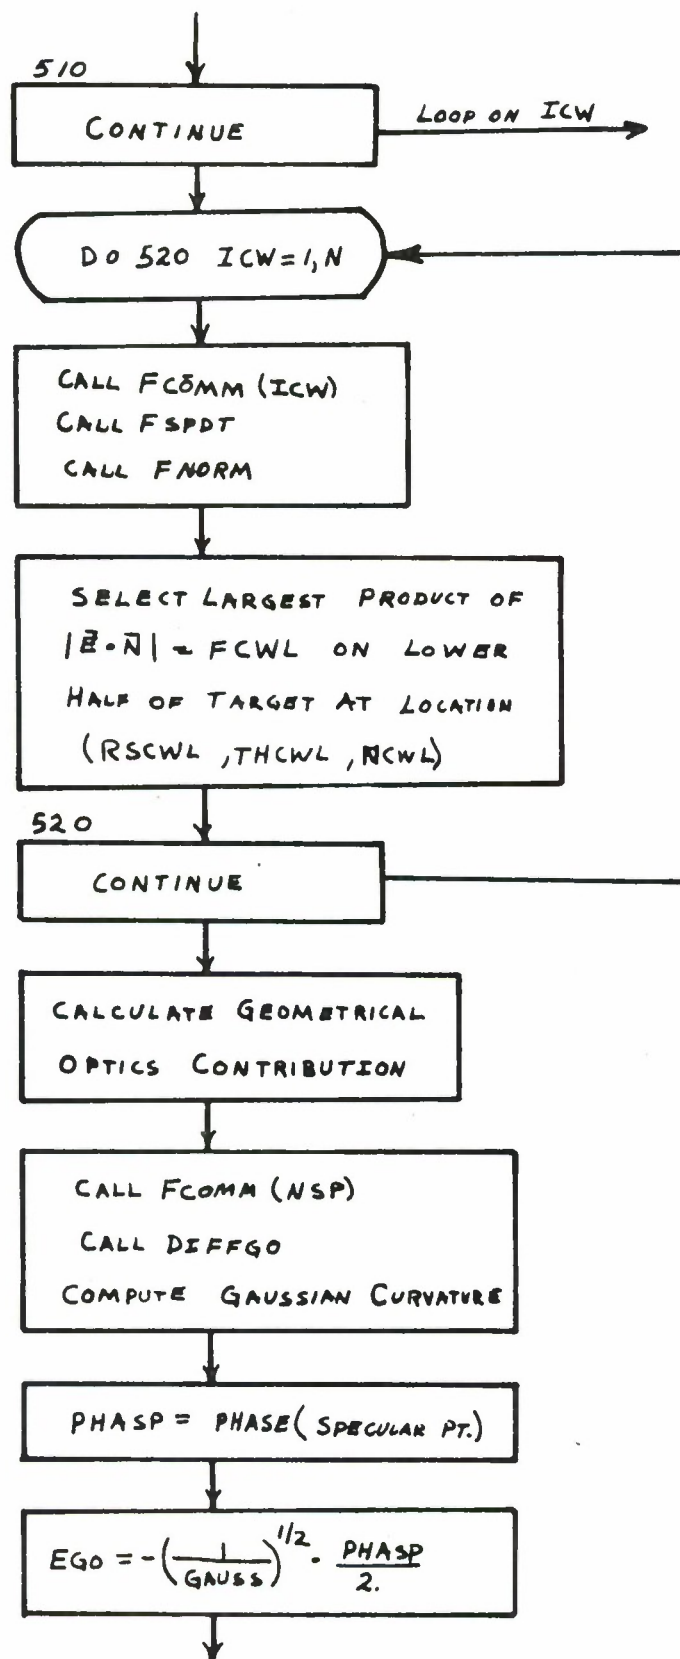 510
CONTINUE
LOOP ON ICW
DO 520 ICW = 1, N
CALL FCOMM (ICW)
CALL FSPDT
CALL FNORM
SELECT LARGEST PRODUCT OF
|E⃗·N⃗| = FCWL ON LOWER
HALF OF TARGET AT LOCATION
(RSCWL, THCWL, NCWL)
520
CONTINUE
CALCULATE GEOMETRICAL
OPTICS CONTRIBUTION
CALL FCOMM (NSP)
CALL DIFFGO
COMPUTE GAUSSIAN CURVATURE
PHASP = PHASE (SPECULAR PT.)
EGO = -(1/GAUSS)^1/2 · PHASP/2.